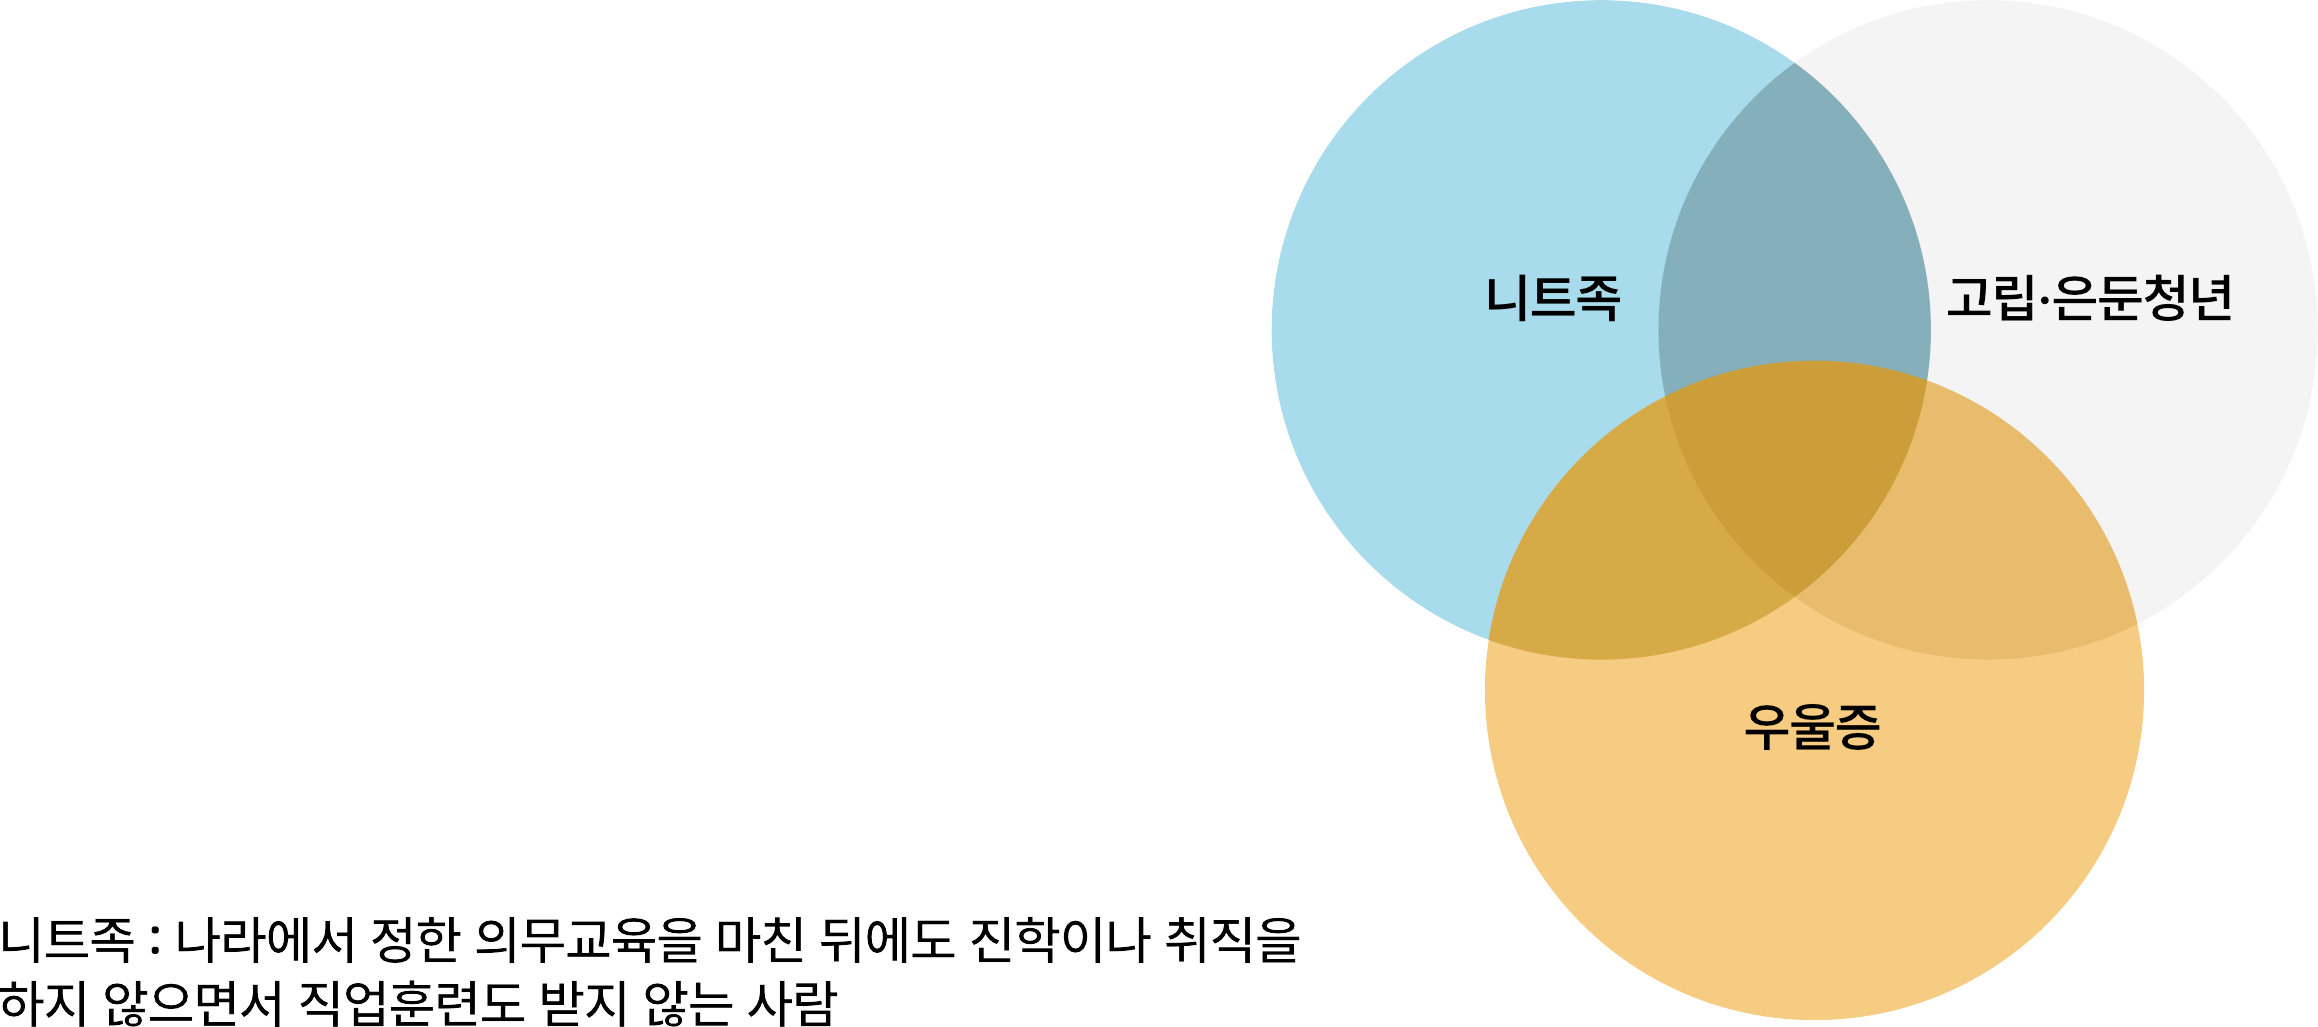 니트족
고립·은둔청년
우울증
니트족 : 나라에서 정한 의무교육을 마친 뒤에도 진학이나 취직을
하지 않으면서 직업훈련도 받지 않는 사람